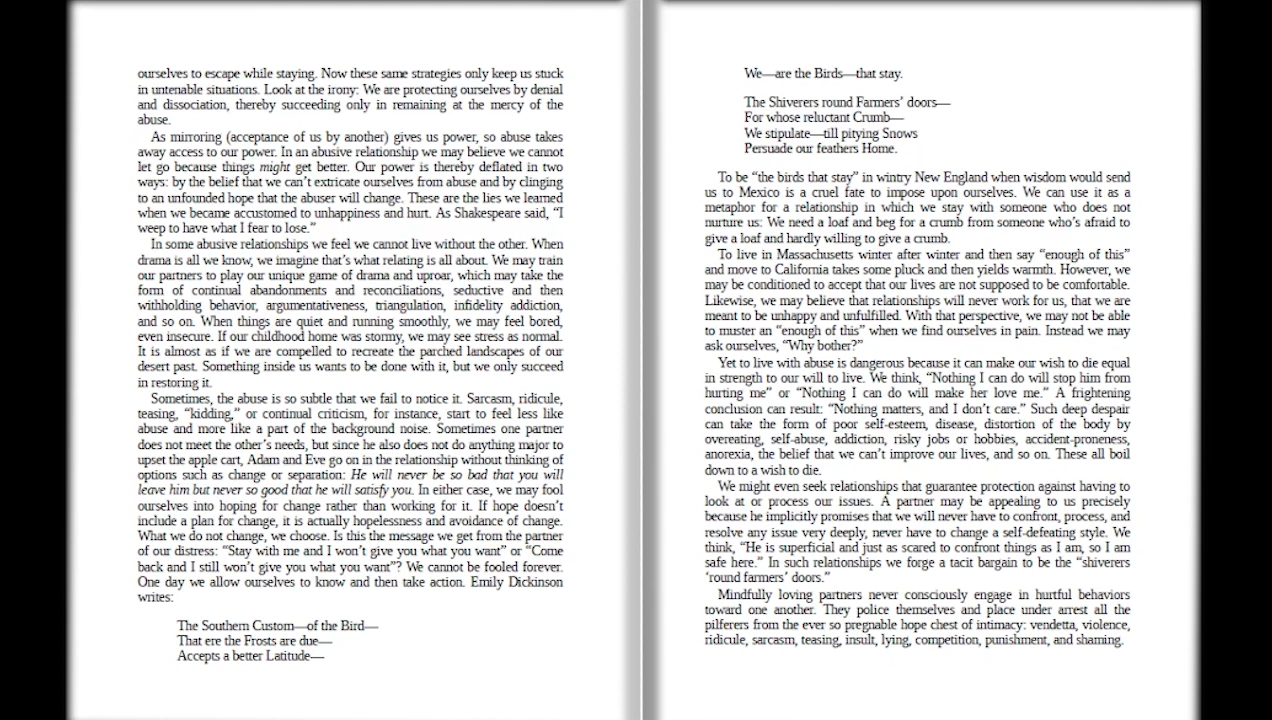 ourselves to escape while staying. Now these same strategies only keep us stuck
in untenable situations. Look at the irony: We are protecting ourselves by denial
and dissociation, thereby succeeding only in remaining at the mercy of the
abuse.
As mirroring (acceptance of us by another) gives us power, so abuse takes
away access to our power. In an abusive relationship we may believe we cannot
let go because things might get better. Our power is thereby deflated in two
ways: by the belief that we can’t extricate ourselves from abuse and by clinging
to an unfounded hope that the abuser will change. These are the lies we learned
when we became accustomed to unhappiness and hurt. As Shakespeare said, “I
weep to have what I fear to lose.”
In some abusive relationships we feel we cannot live without the other. When
drama is all we know, we imagine that’s what relating is all about. We may train
our partners to play our unique game of drama and uproar, which may take the
form of continual abandonments and reconciliations, seductive and then
withholding behavior, argumentativeness, triangulation, infidelity addiction,
and so on. When things are quiet and running smoothly, we may feel bored,
even insecure. If our childhood home was stormy, we may see stress as normal.
It is almost as if we are compelled to recreate the parched landscapes of our
desert past. Something inside us wants to be done with it, but we only succeed
in restoring it.
Sometimes, the abuse is so subtle that we fail to notice it. Sarcasm, ridicule,
teasing, “kidding,” or continual criticism, for instance, start to feel less like
abuse and more like a part of the background noise. Sometimes one partner
does not meet the other’s needs, but since he also does not do anything major to
upset the apple cart, Adam and Eve go on in the relationship without thinking of
options such as change or separation: He will never be so bad that you will
leave him but never so good that he will satisfy you. In either case, we may fool
ourselves into hoping for change rather than working for it. If hope doesn’t
include a plan for change, it is actually hopelessness and avoidance of change.
What we do not change, we choose. Is this the message we get from the partner
of our distress: “Stay with me and I won’t give you what you want” or “Come
back and I still won’t give you what you want”? We cannot be fooled forever.
One day we allow ourselves to know and then take action. Emily Dickinson
writes:
The Southern Custom—of the Bird—
That ere the Frosts are due—
Accepts a better Latitude—
We—are the Birds—that stay.
The Shiverers round Farmers’ doors—
For whose reluctant Crumb—
We stipulate—till pitying Snows
Persuade our feathers Home.
To be “the birds that stay” in wintry New England when wisdom would send
us to Mexico is a cruel fate to impose upon ourselves. We can use it as a
metaphor for a relationship in which we stay with someone who does not
nurture us: We need a loaf and beg for a crumb from someone who’s afraid to
give a loaf and hardly willing to give a crumb.
To live in Massachusetts winter after winter and then say “enough of this”
and move to California takes some pluck and then yields warmth. However, we
may be conditioned to accept that our lives are not supposed to be comfortable.
Likewise, we may believe that relationships will never work for us, that we are
meant to be unhappy and unfulfilled. With that perspective, we may not be able
to muster an “enough of this” when we find ourselves in pain. Instead we may
ask ourselves, “Why bother?”
Yet to live with abuse is dangerous because it can make our wish to die equal
in strength to our will to live. We think, “Nothing I can do will stop him from
hurting me” or “Nothing I can do will make her love me.” A frightening
conclusion can result: “Nothing matters, and I don’t care.” Such deep despair
can take the form of poor self-esteem, disease, distortion of the body by
overeating, self-abuse, addiction, risky jobs or hobbies, accident-proneness,
anorexia, the belief that we can’t improve our lives, and so on. These all boil
down to a wish to die.
We might even seek relationships that guarantee protection against having to
look at or process our issues. A partner may be appealing to us precisely
because he implicitly promises that we will never have to confront, process, and
resolve any issue very deeply, never have to change a self-defeating style. We
think, “He is superficial and just as scared to confront things as I am, so I am
safe here.” In such relationships we forge a tacit bargain to be the “shiverers
‘round farmers’ doors.”
Mindfully loving partners never consciously engage in hurtful behaviors
toward one another. They police themselves and place under arrest all the
pilferers from the ever so pregnable hope chest of intimacy: vendetta, violence,
ridicule, sarcasm, teasing, insult, lying, competition, punishment, and shaming.